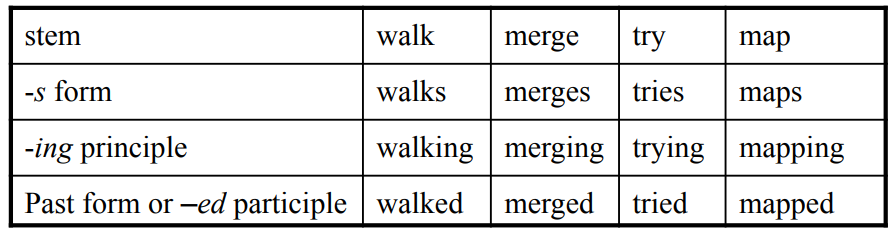 stem walk merge try map
-s form walks merges tries maps
-ing principle walking merging trying mapping
Past form or –ed participle walked merged tried mapped